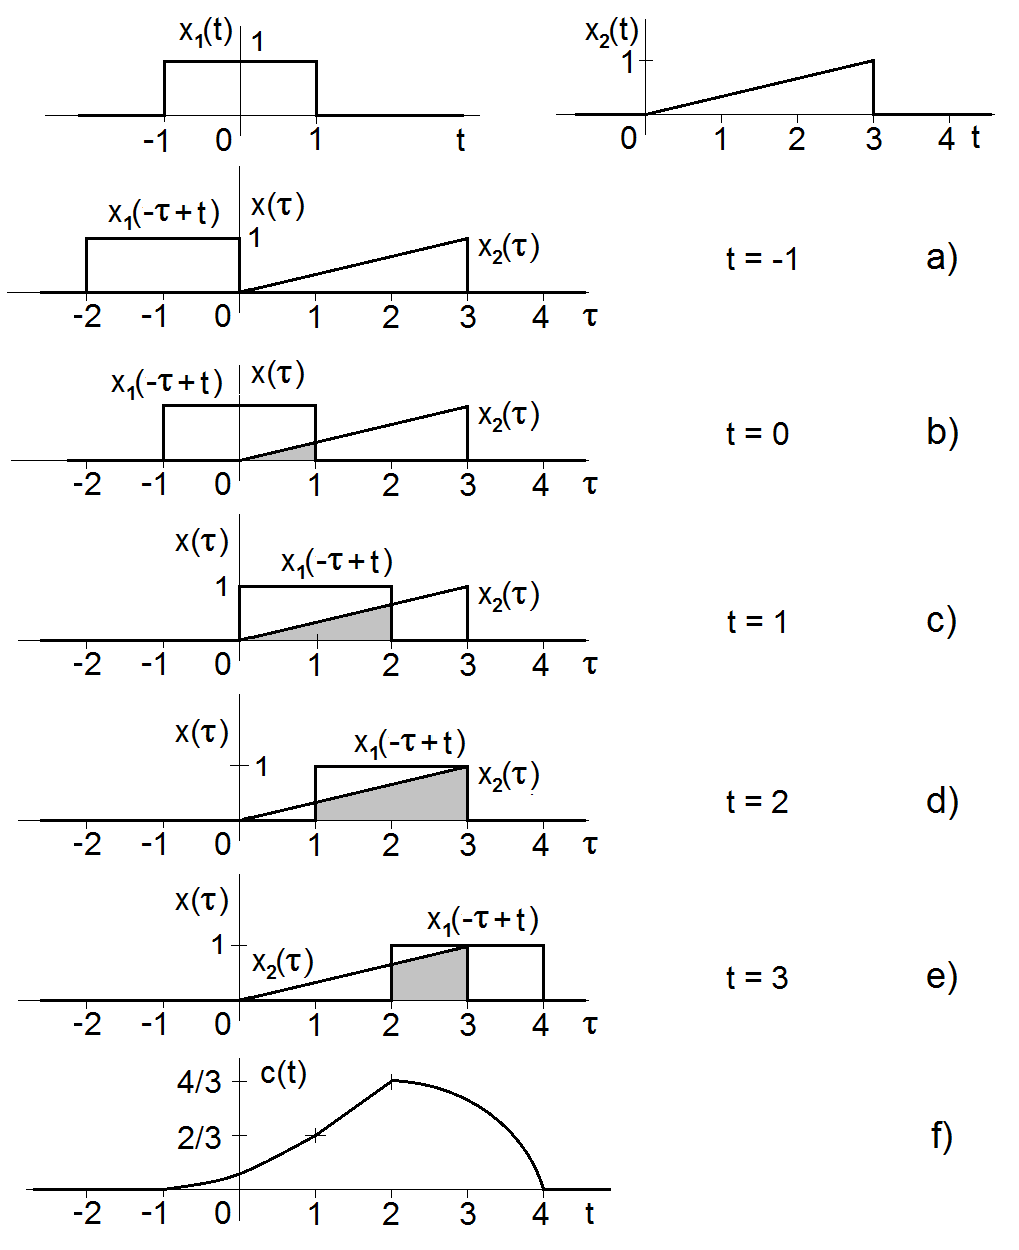 x₁(t) 1
-1 0 1 t
x₂(t)
1
0 1 2 3 4 t
x₁(-τ+t) x(τ)
1 x₂(τ) t = -1 a)
-2 -1 0 1 2 3 4 τ
x₁(-τ+t) x(τ)
x₂(τ) t = 0 b)
-2 -1 0 1 2 3 4 τ
x(τ) x₁(-τ+t)
1 x₂(τ) t = 1 c)
-2 -1 0 1 2 3 4 τ
x(τ) x₁(-τ+t)
1 x₂(τ) t = 2 d)
-2 -1 0 1 2 3 4 τ
x(τ) x₁(-τ+t)
1 x₂(τ) t = 3 e)
-2 -1 0 1 2 3 4 τ
4/3 c(t)
2/3 f)
-2 -1 0 1 2 3 4 t